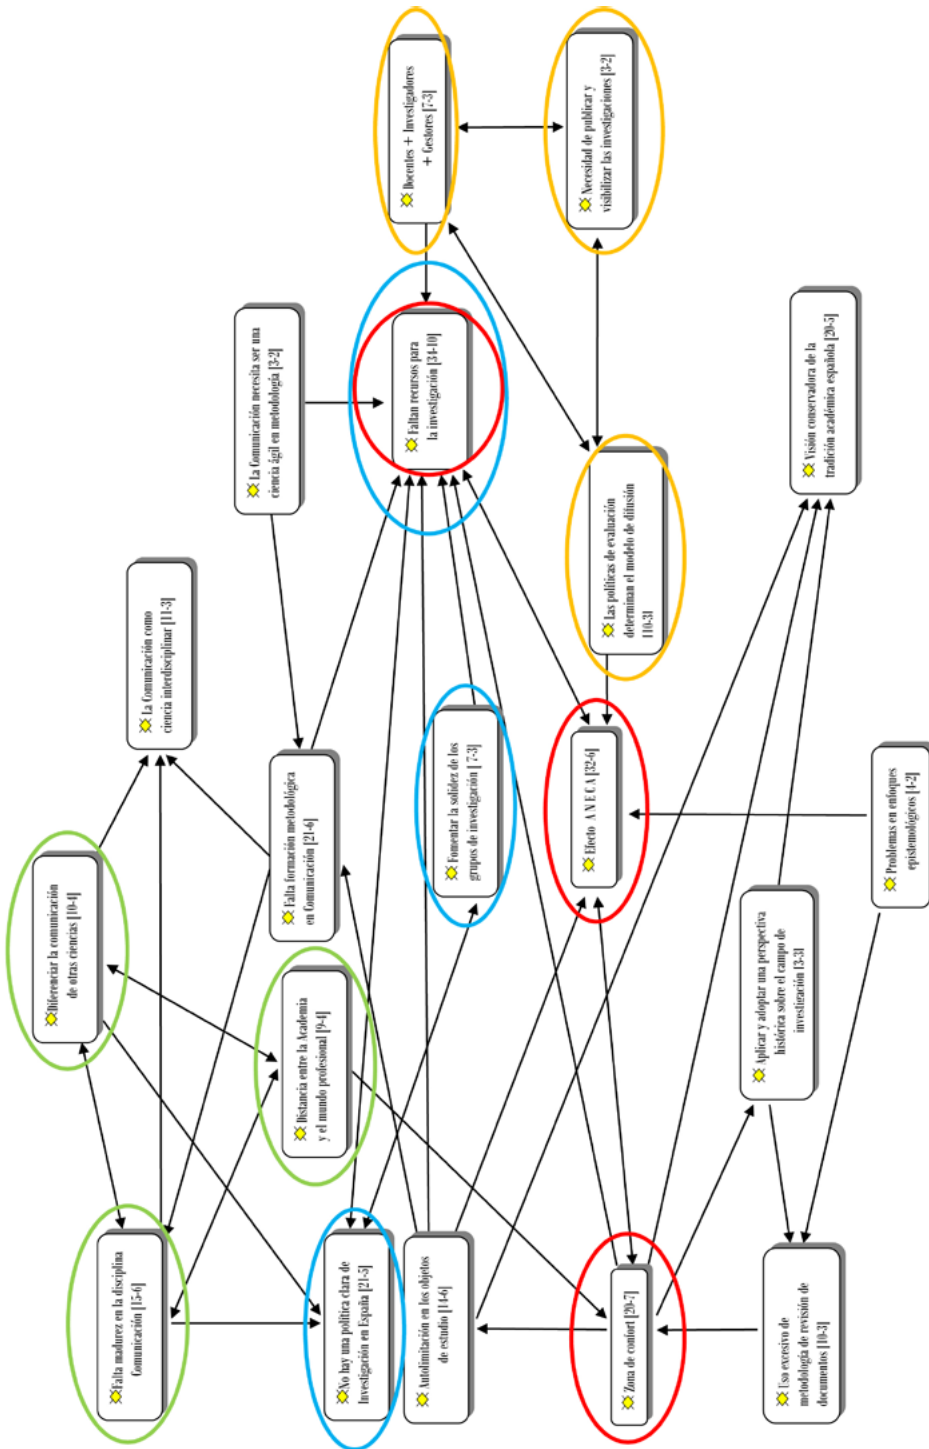 Diferenciar la comunicación
de otras ciencias [10-4]
Falta madurez en la disciplina
Comunicación [15-6]
La Comunicación como
ciencia interdisciplinar [11-3]
La Comunicación necesita ser una
ciencia ágil en metodología [3-2]
Falta formación metodológica
en Comunicación [21-6]
Distancia entre la Academia
y el mundo profesional [9-4]
No hay una política clara de
Investigación en España [21-5]
Docentes + Investigadores
+ Gestores [7-3]
Faltan recursos para
la investigación [34-10]
Autolimitación en los objetos
de estudio [14-6]
Fomentar la solidez de los
grupos de investigación [7-3]
Necesidad de publicar y
visibilizar las investigaciones [3-2]
Efecto ANECA [32-6]
Las políticas de evaluación
determinan el modelo de difusión
[10-3]
Zona de confort [20-7]
Aplicar y adoptar una perspectiva
histórica sobre el campo de
investigación [3-3]
Uso excesivo de
metodología de revisión de
documentos [10-3]
Visión conservadora de la
tradición académica española [20-5]
Problemas en enfoques
epistemológicos [4-2]